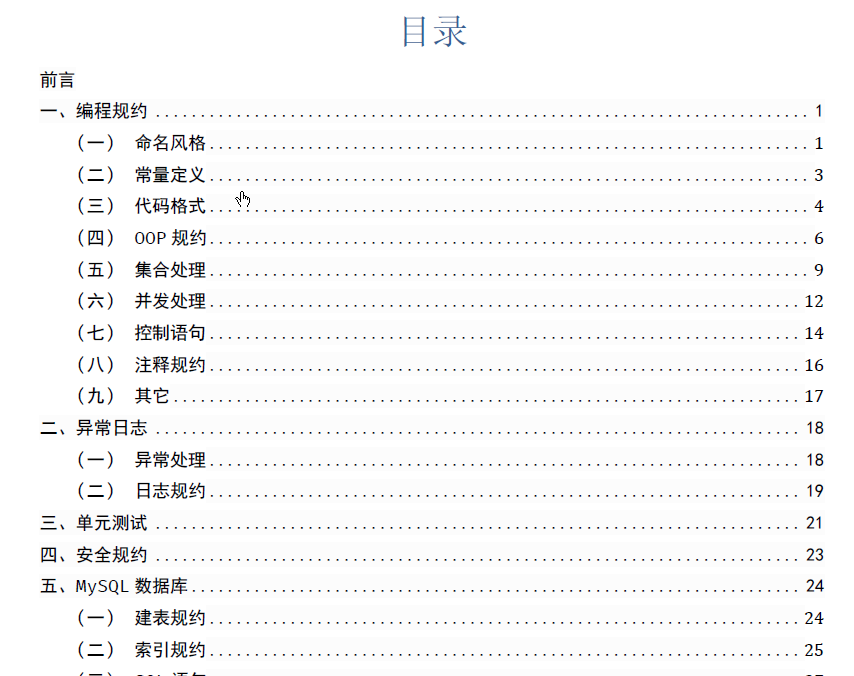 目录
前言
一、编程规约 ........ 1
（一） 命名风格 ........ 1
（二） 常量定义 ........ 3
（三） 代码格式 ........ 4
（四） OOP 规约 ........ 6
（五） 集合处理 ........ 9
（六） 并发处理 ........ 12
（七） 控制语句 ........ 14
（八） 注释规约 ........ 16
（九） 其它 ........ 17
二、异常日志 ........ 18
（一） 异常处理 ........ 18
（二） 日志规约 ........ 19
三、单元测试 ........ 21
四、安全规约 ........ 23
五、MySQL 数据库 ........ 24
（一） 建表规约 ........ 24
（二） 索引规约 ........ 25